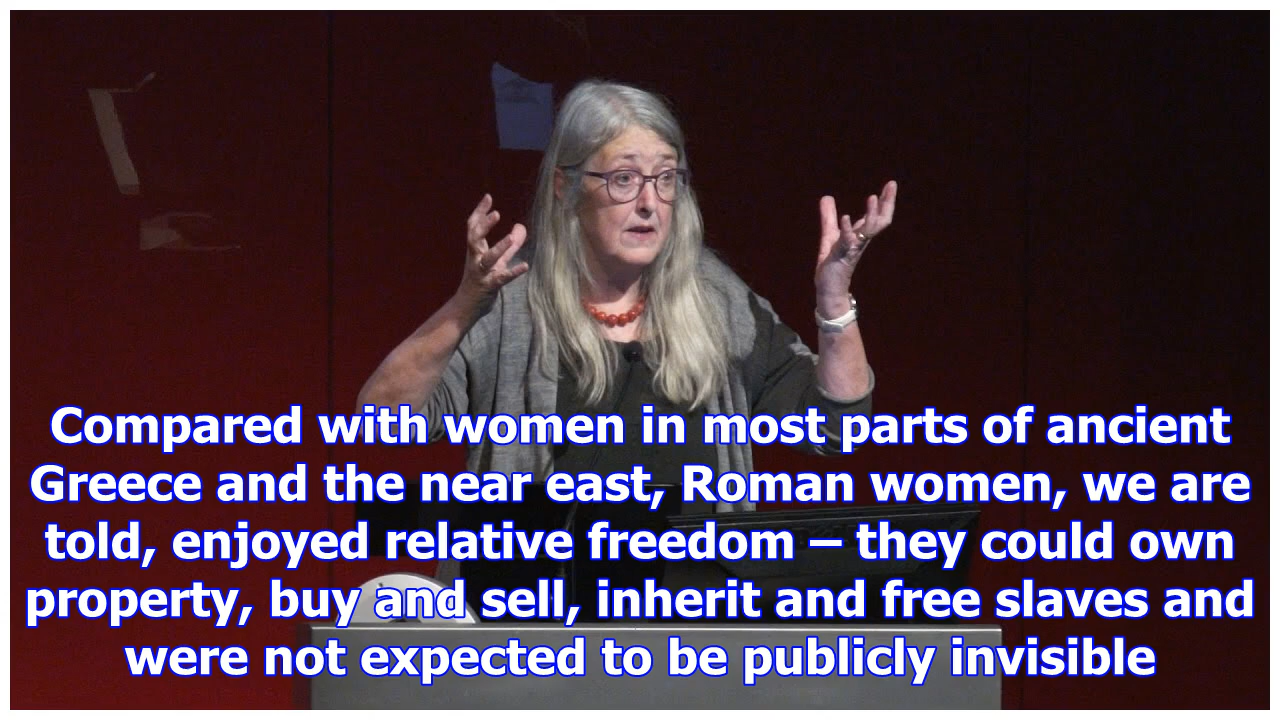 Compared with women in most parts of ancient
Greece and the near east, Roman women, we are
told, enjoyed relative freedom – they could own
property, buy and sell, inherit and free slaves and
were not expected to be publicly invisible